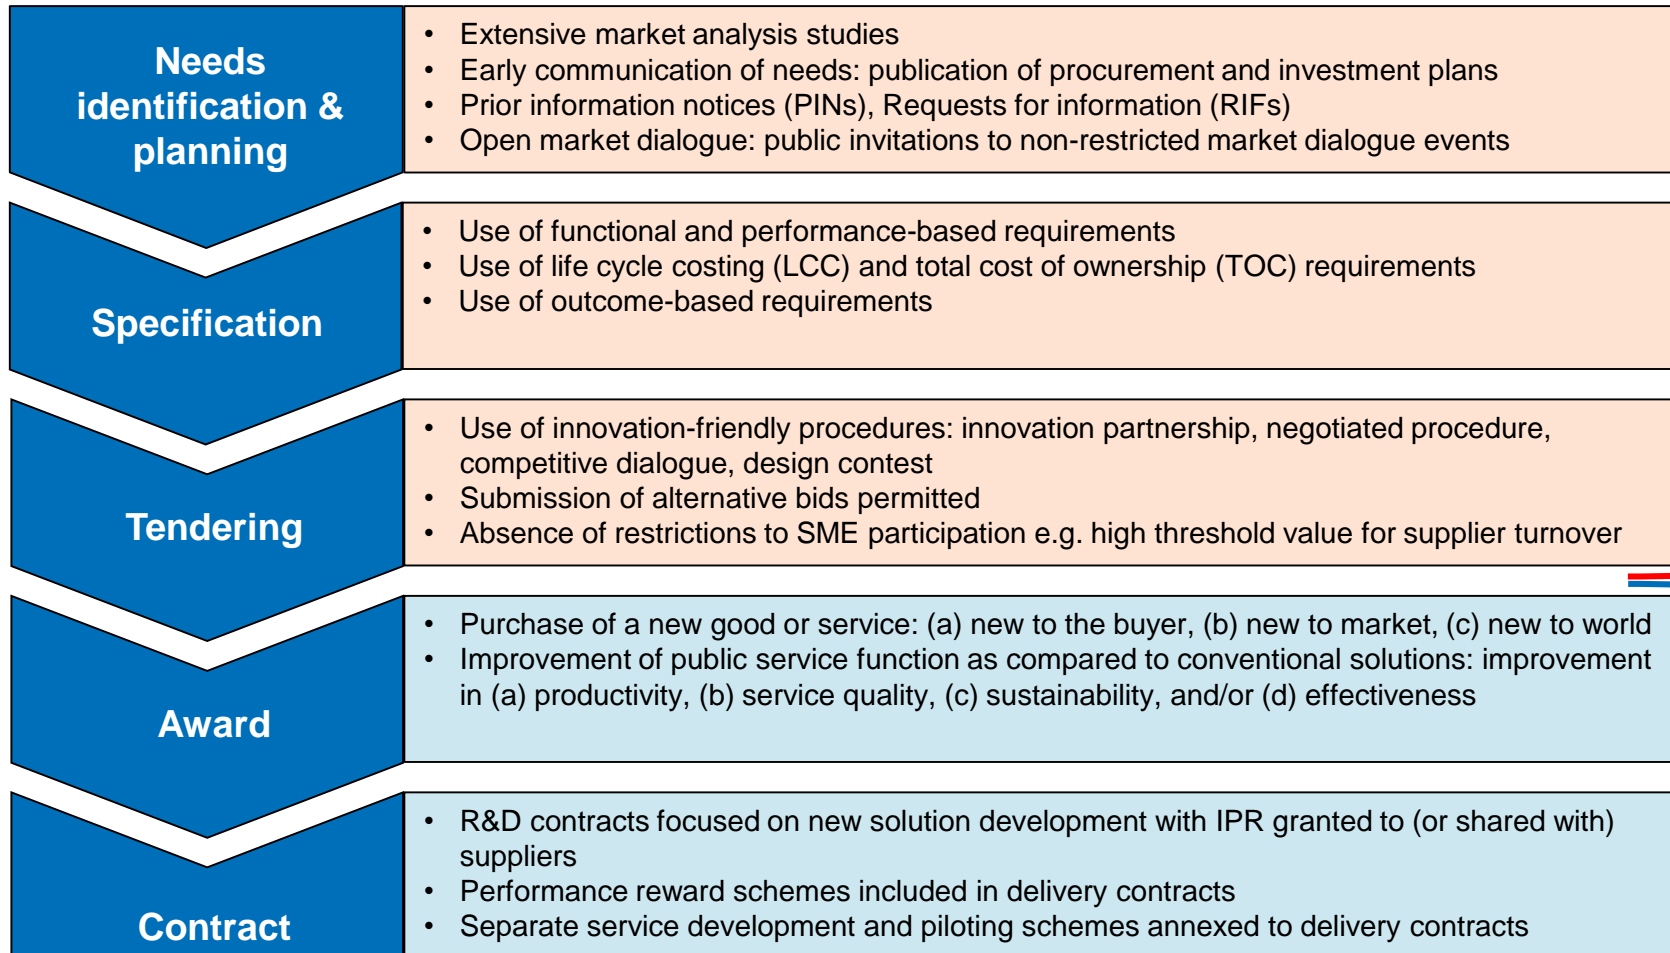 Needs
identification &
planning
• Extensive market analysis studies
• Early communication of needs: publication of procurement and investment plans
• Prior information notices (PINs), Requests for information (RIFs)
• Open market dialogue: public invitations to non-restricted market dialogue events
Specification
• Use of functional and performance-based requirements
• Use of life cycle costing (LCC) and total cost of ownership (TOC) requirements
• Use of outcome-based requirements
Tendering
• Use of innovation-friendly procedures: innovation partnership, negotiated procedure,
competitive dialogue, design contest
• Submission of alternative bids permitted
• Absence of restrictions to SME participation e.g. high threshold value for supplier turnover
Award
• Purchase of a new good or service: (a) new to the buyer, (b) new to market, (c) new to world
• Improvement of public service function as compared to conventional solutions: improvement
in (a) productivity, (b) service quality, (c) sustainability, and/or (d) effectiveness
Contract
• R&D contracts focused on new solution development with IPR granted to (or shared with)
suppliers
• Performance reward schemes included in delivery contracts
• Separate service development and piloting schemes annexed to delivery contracts